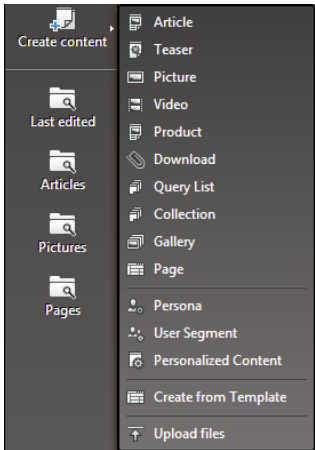 Create content
Last edited
Articles
Pictures
Pages
Article
Teaser
Picture
Video
Product
Download
Query List
Collection
Gallery
Page
Persona
User Segment
Personalized Content
Create from Template
Upload files